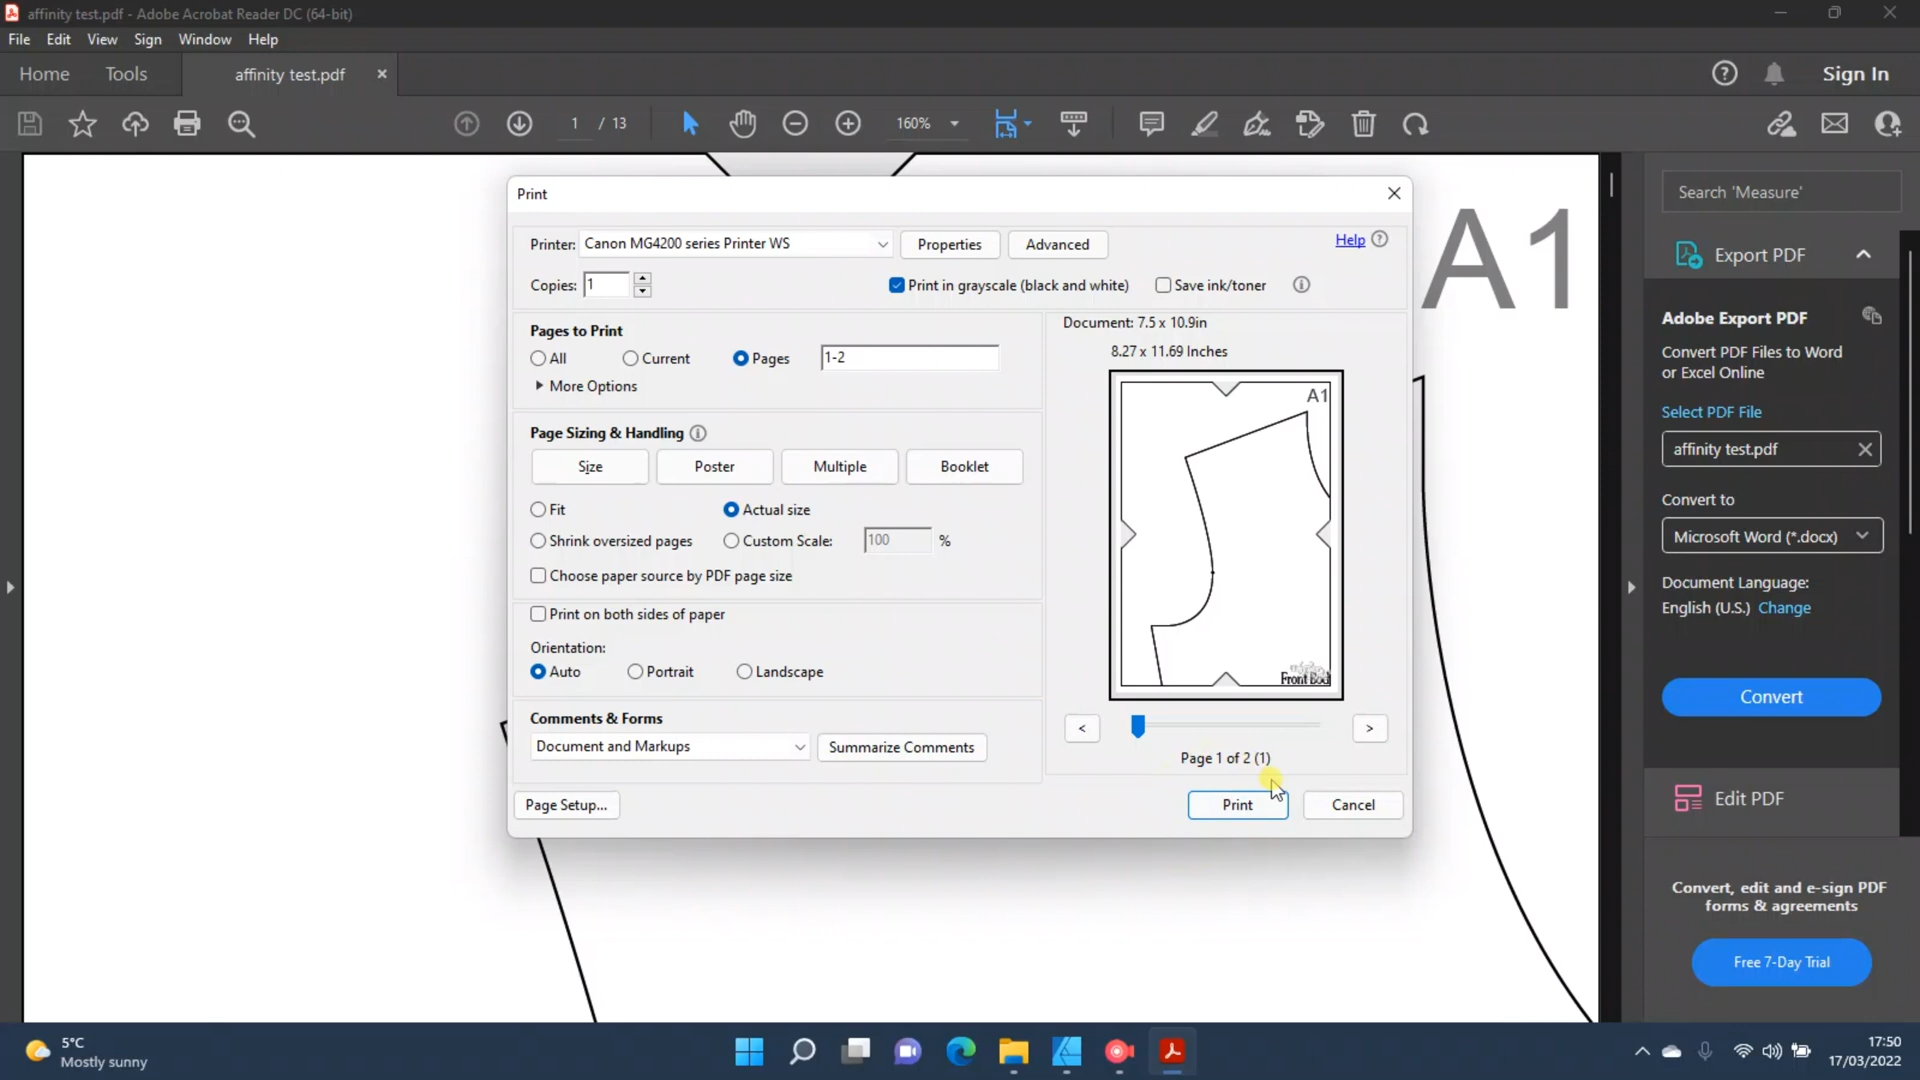 affinity test.pdf - Adobe Acrobat Reader DC (64-bit)
File Edit View Sign Window Help
Home Tools affinity test.pdf Sign In
1 / 13 160%
A1
Search 'Measure'
Export PDF
Adobe Export PDF
Convert PDF Files to Word
or Excel Online
Select PDF File
affinity test.pdf
Convert to
Microsoft Word (*.docx)
Document Language:
English (U.S.) Change
Convert
Edit PDF
Convert, edit and e-sign PDF
forms & agreements
Free 7-Day Trial
Print
Printer: Canon MG4200 series Printer WS Properties Advanced Help
Copies: 1 Print in grayscale (black and white) Save ink/toner
Pages to Print
All Current Pages 1-2
More Options
Page Sizing & Handling
Size Poster Multiple Booklet
Fit Actual size
Shrink oversized pages Custom Scale: 100 %
Choose paper source by PDF page size
Print on both sides of paper
Orientation:
Auto Portrait Landscape
Comments & Forms
Document and Markups Summarize Comments
Document: 7.5 x 10.9in
8.27 x 11.69 Inches
A1
Front Bod
< >
Page 1 of 2 (1)
Page Setup... Print Cancel
5°C
Mostly sunny
17:50
17/03/2022